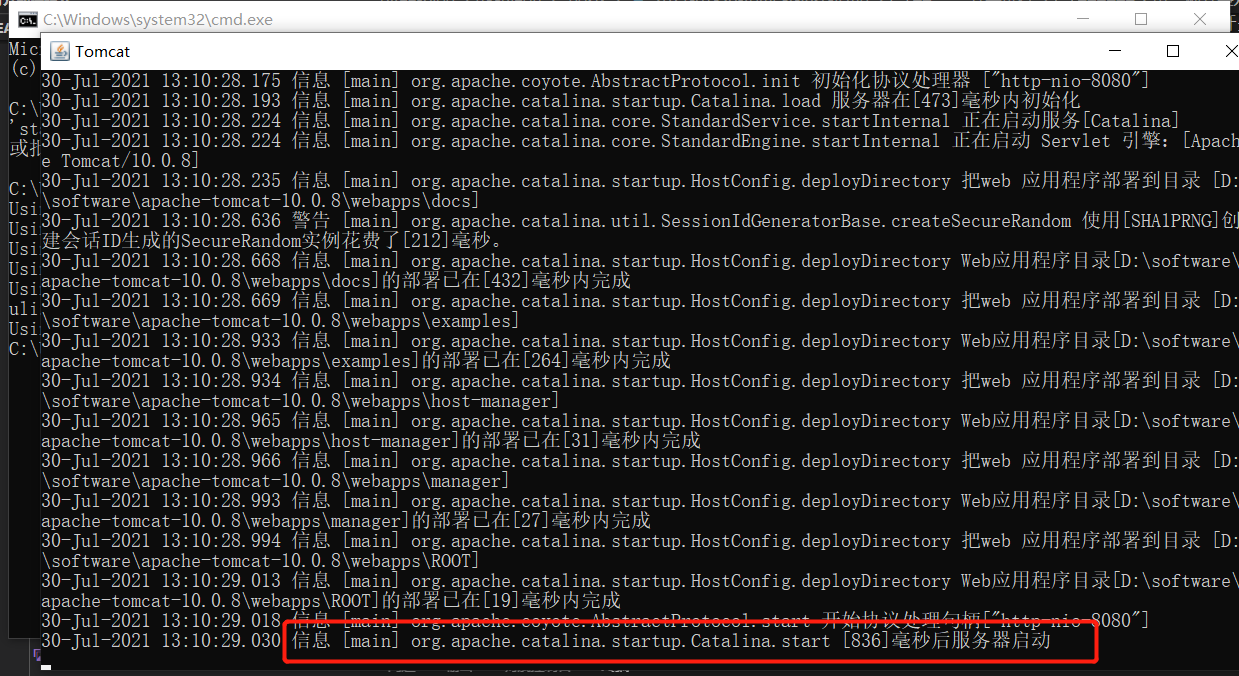 C:\Windows\system32\cmd.exe
Tomcat
Mic
(c)
C:\
'sta
或批
C:\
Usin
Usin
Usin
Usin
Usin
uli
Usin
C:\
30-Jul-2021 13:10:28.175 信息 [main] org.apache.coyote.AbstractProtocol.init 初始化协议处理器 ["http-nio-8080"]
30-Jul-2021 13:10:28.193 信息 [main] org.apache.catalina.startup.Catalina.load 服务器在[473]毫秒内初始化
30-Jul-2021 13:10:28.224 信息 [main] org.apache.catalina.core.StandardService.startInternal 正在启动服务[Catalina]
30-Jul-2021 13:10:28.224 信息 [main] org.apache.catalina.core.StandardEngine.startInternal 正在启动 Servlet 引擎：[Apach
e Tomcat/10.0.8]
30-Jul-2021 13:10:28.235 信息 [main] org.apache.catalina.startup.HostConfig.deployDirectory 把web 应用程序部署到目录 [D:
\software\apache-tomcat-10.0.8\webapps\docs]
30-Jul-2021 13:10:28.636 警告 [main] org.apache.catalina.util.SessionIdGeneratorBase.createSecureRandom 使用[SHA1PRNG]创
建会话ID生成的SecureRandom实例花费了[212]毫秒。
30-Jul-2021 13:10:28.668 信息 [main] org.apache.catalina.startup.HostConfig.deployDirectory Web应用程序目录[D:\software\
apache-tomcat-10.0.8\webapps\docs]的部署已在[432]毫秒内完成
30-Jul-2021 13:10:28.669 信息 [main] org.apache.catalina.startup.HostConfig.deployDirectory 把web 应用程序部署到目录 [D:
\software\apache-tomcat-10.0.8\webapps\examples]
30-Jul-2021 13:10:28.933 信息 [main] org.apache.catalina.startup.HostConfig.deployDirectory Web应用程序目录[D:\software\
apache-tomcat-10.0.8\webapps\examples]的部署已在[264]毫秒内完成
30-Jul-2021 13:10:28.934 信息 [main] org.apache.catalina.startup.HostConfig.deployDirectory 把web 应用程序部署到目录 [D:
\software\apache-tomcat-10.0.8\webapps\host-manager]
30-Jul-2021 13:10:28.965 信息 [main] org.apache.catalina.startup.HostConfig.deployDirectory Web应用程序目录[D:\software\
apache-tomcat-10.0.8\webapps\host-manager]的部署已在[31]毫秒内完成
30-Jul-2021 13:10:28.966 信息 [main] org.apache.catalina.startup.HostConfig.deployDirectory 把web 应用程序部署到目录 [D:
\software\apache-tomcat-10.0.8\webapps\manager]
30-Jul-2021 13:10:28.993 信息 [main] org.apache.catalina.startup.HostConfig.deployDirectory Web应用程序目录[D:\software\
apache-tomcat-10.0.8\webapps\manager]的部署已在[27]毫秒内完成
30-Jul-2021 13:10:28.994 信息 [main] org.apache.catalina.startup.HostConfig.deployDirectory 把web 应用程序部署到目录 [D:
\software\apache-tomcat-10.0.8\webapps\ROOT]
30-Jul-2021 13:10:29.013 信息 [main] org.apache.catalina.startup.HostConfig.deployDirectory Web应用程序目录[D:\software\
apache-tomcat-10.0.8\webapps\ROOT]的部署已在[19]毫秒内完成
30-Jul-2021 13:10:29.018 信息 [main] org.apache.coyote.AbstractProtocol.start 开始协议处理句柄["http-nio-8080"]
30-Jul-2021 13:10:29.030 信息 [main] org.apache.catalina.startup.Catalina.start [836]毫秒后服务器启动